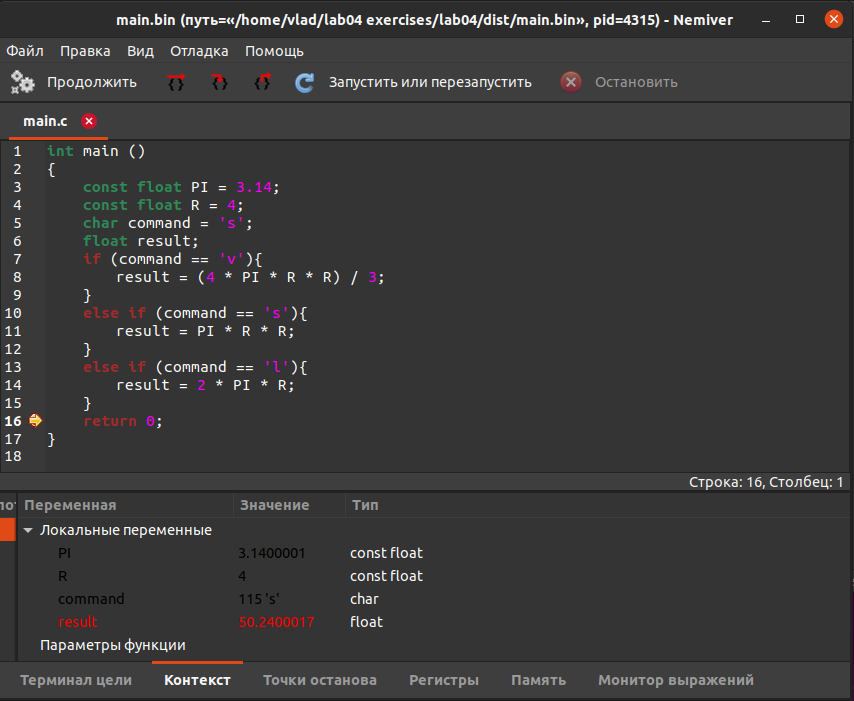 main.bin (путь=«/home/vlad/lab04 exercises/lab04/dist/main.bin», pid=4315) - Nemiver
Файл Правка Вид Отладка Помощь
Продолжить Запустить или перезапустить Остановить
main.c
1 int main ()
2 {
3 const float PI = 3.14;
4 const float R = 4;
5 char command = 's';
6 float result;
7 if (command == 'v'){
8 result = (4 * PI * R * R) / 3;
9 }
10 else if (command == 's'){
11 result = PI * R * R;
12 }
13 else if (command == 'l'){
14 result = 2 * PI * R;
15 }
16 return 0;
17 }
18
Строка: 16, Столбец: 1
Переменная Значение Тип
Локальные переменные
PI 3.1400001 const float
R 4 const float
command 115 's' char
result 50.2400017 float
Параметры функции
Терминал цели Контекст Точки останова Регистры Память Монитор выражений